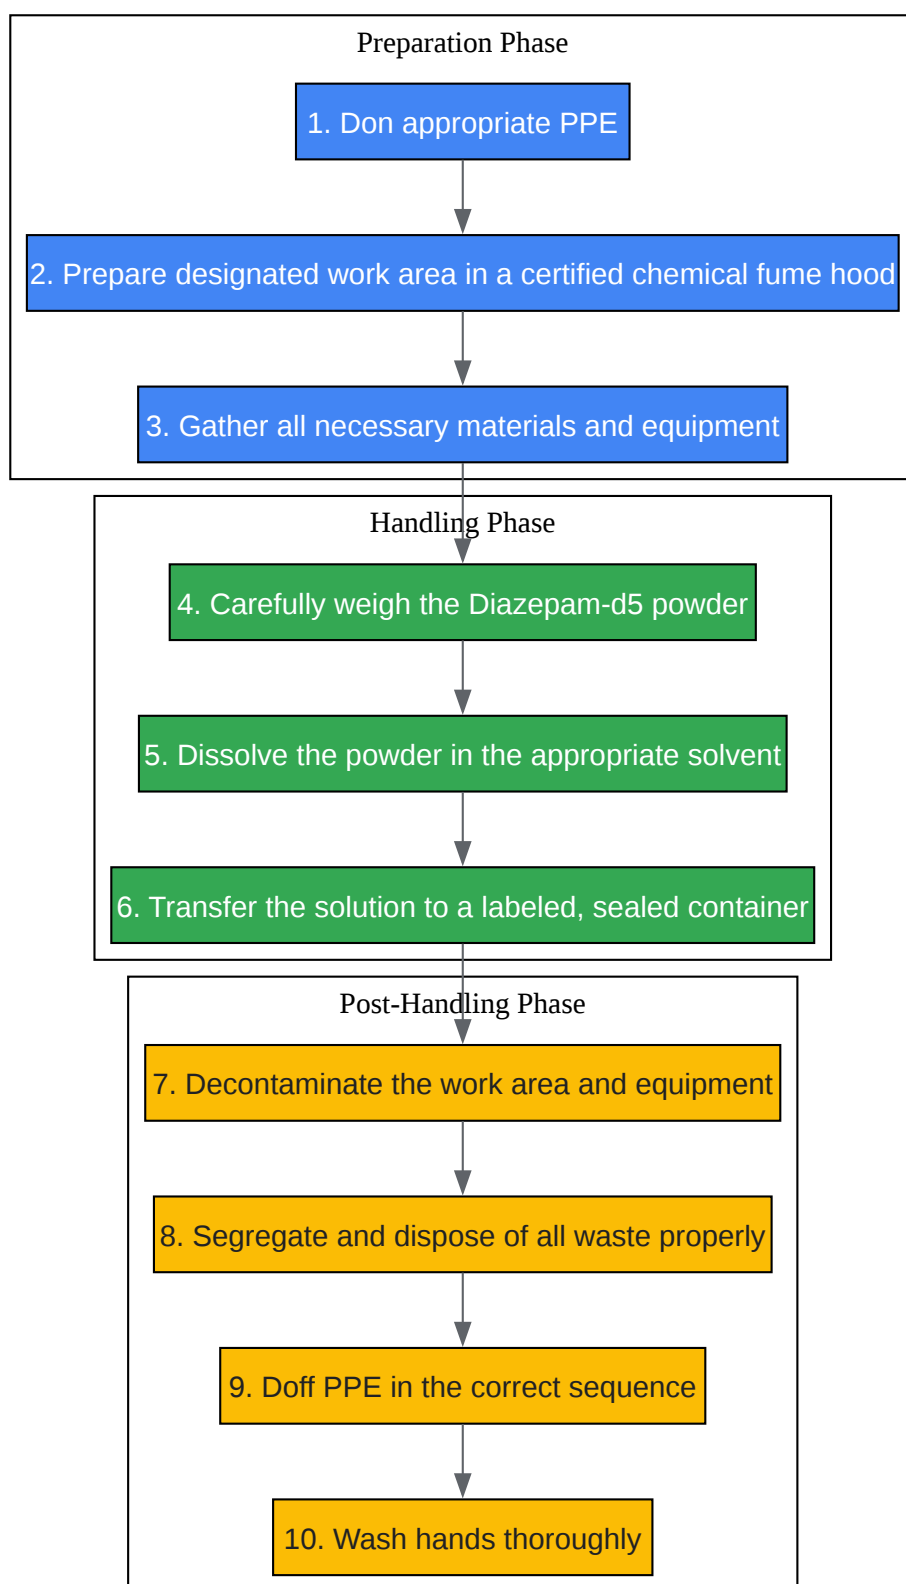 Preparation Phase
1. Don appropriate PPE
2. Prepare designated work area in a certified chemical fume hood
3. Gather all necessary materials and equipment
Handling Phase
4. Carefully weigh the Diazepam-d5 powder
5. Dissolve the powder in the appropriate solvent
6. Transfer the solution to a labeled, sealed container
Post-Handling Phase
7. Decontaminate the work area and equipment
8. Segregate and dispose of all waste properly
9. Doff PPE in the correct sequence
10. Wash hands thoroughly